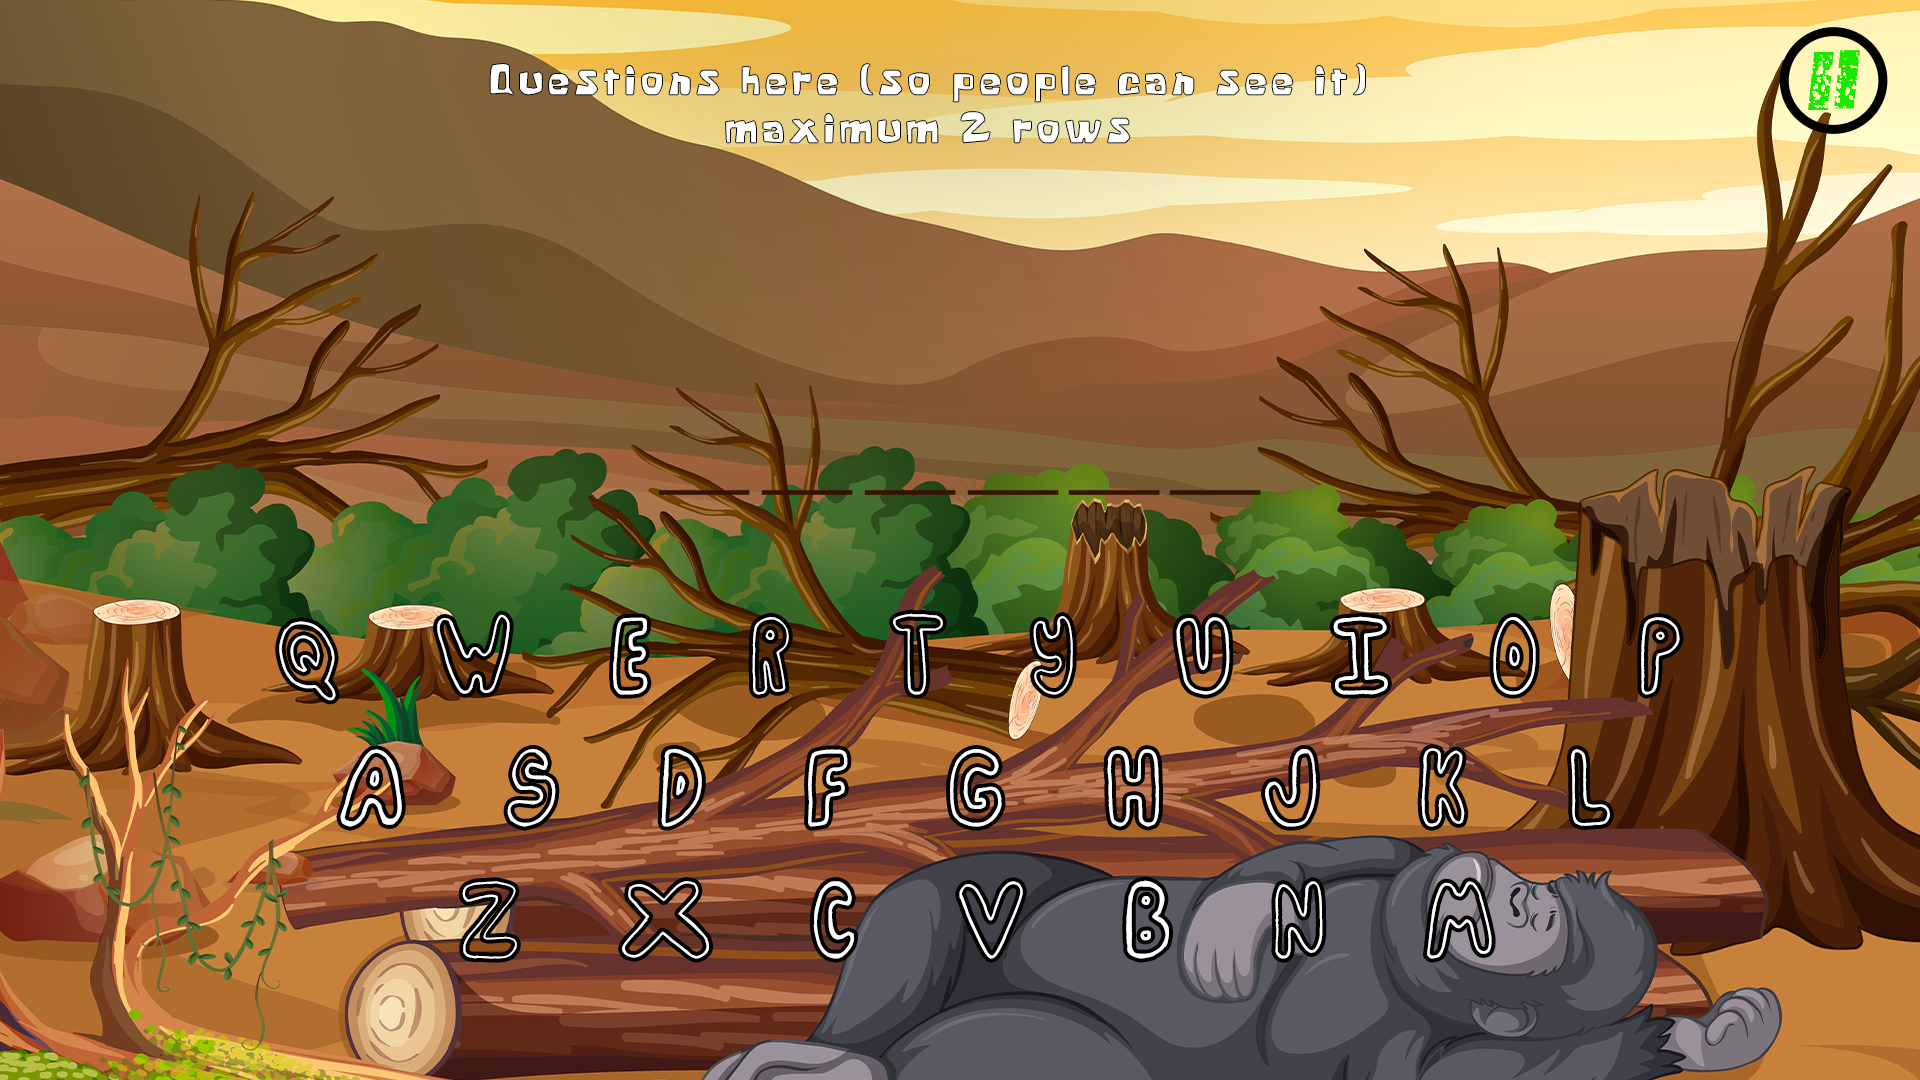 Questions here (so people can see it)
maximum 2 rows
Q W E R T Y U I O P
A S D F G H J K L
Z X C V B N M